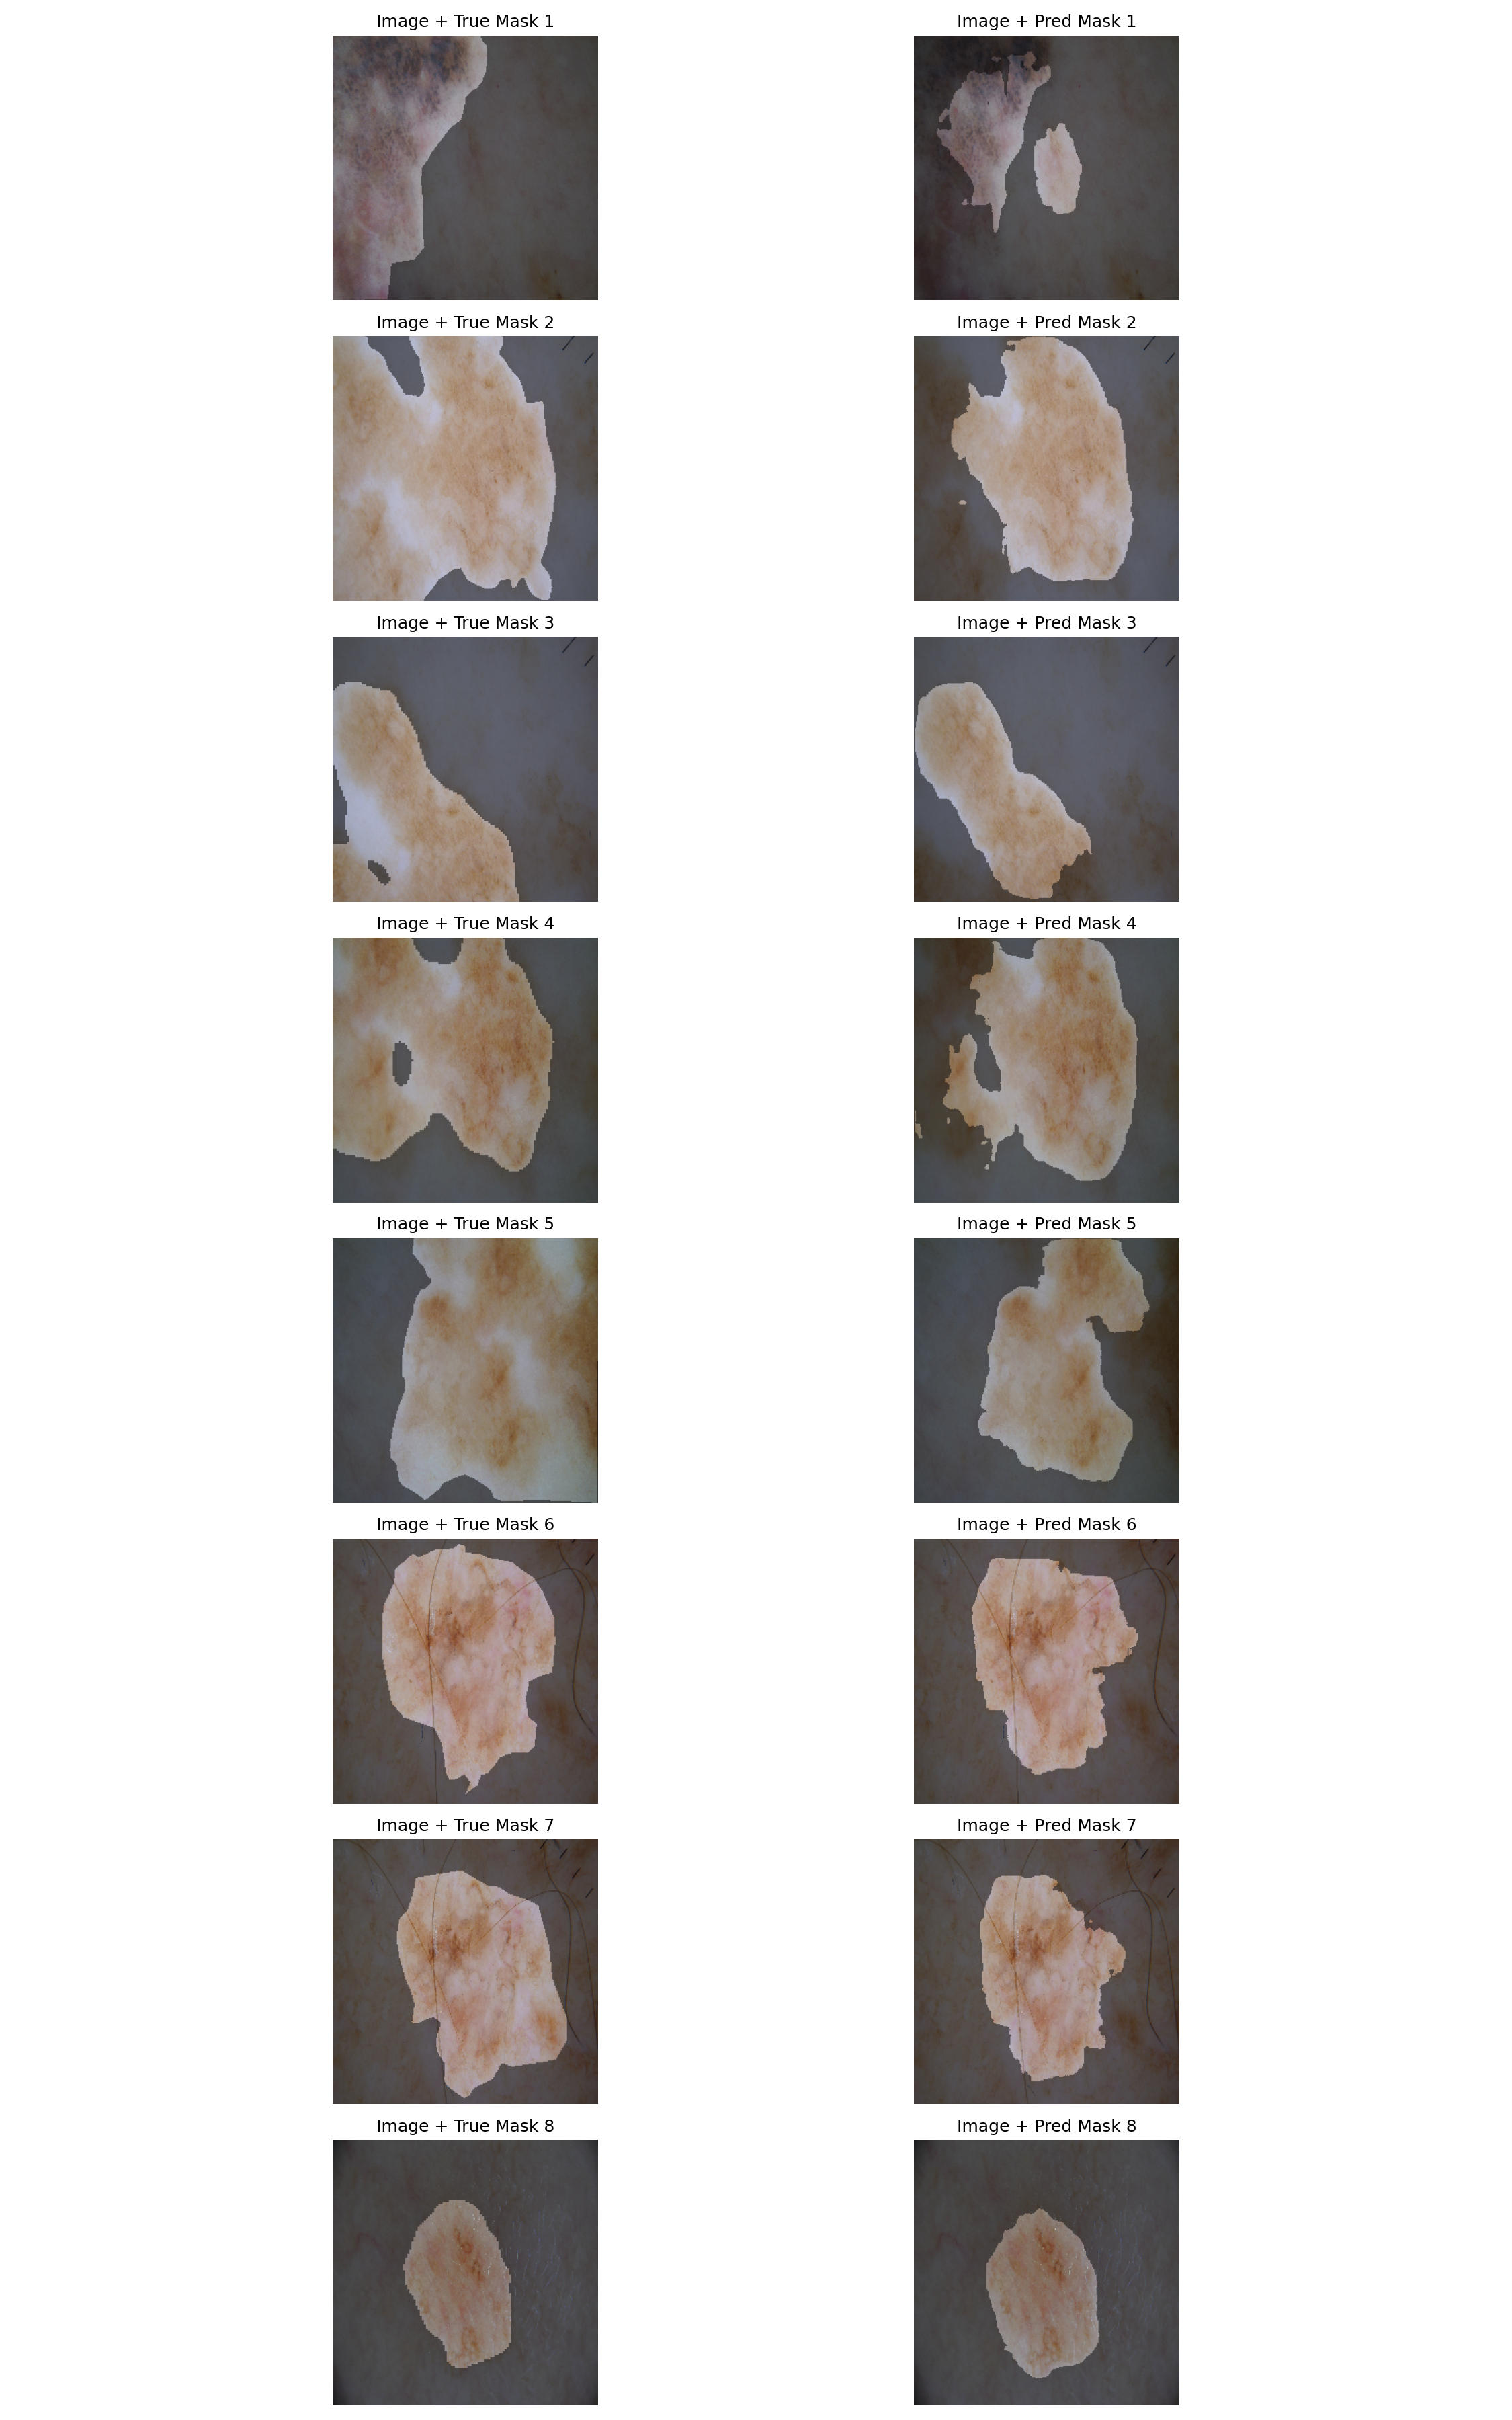 Image + True Mask 1
Image + Pred Mask 1
Image + True Mask 2
Image + Pred Mask 2
Image + True Mask 3
Image + Pred Mask 3
Image + True Mask 4
Image + Pred Mask 4
Image + True Mask 5
Image + Pred Mask 5
Image + True Mask 6
Image + Pred Mask 6
Image + True Mask 7
Image + Pred Mask 7
Image + True Mask 8
Image + Pred Mask 8